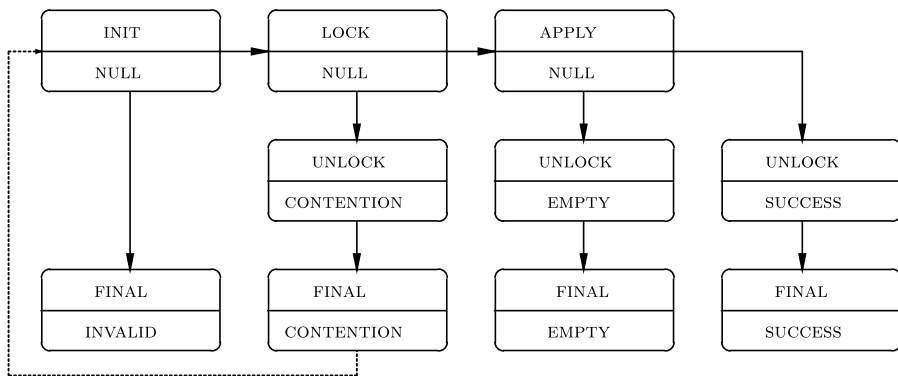 INIT
NULL
LOCK
NULL
APPLY
NULL
UNLOCK
CONTENTION
UNLOCK
EMPTY
UNLOCK
SUCCESS
FINAL
INVALID
FINAL
CONTENTION
FINAL
EMPTY
FINAL
SUCCESS